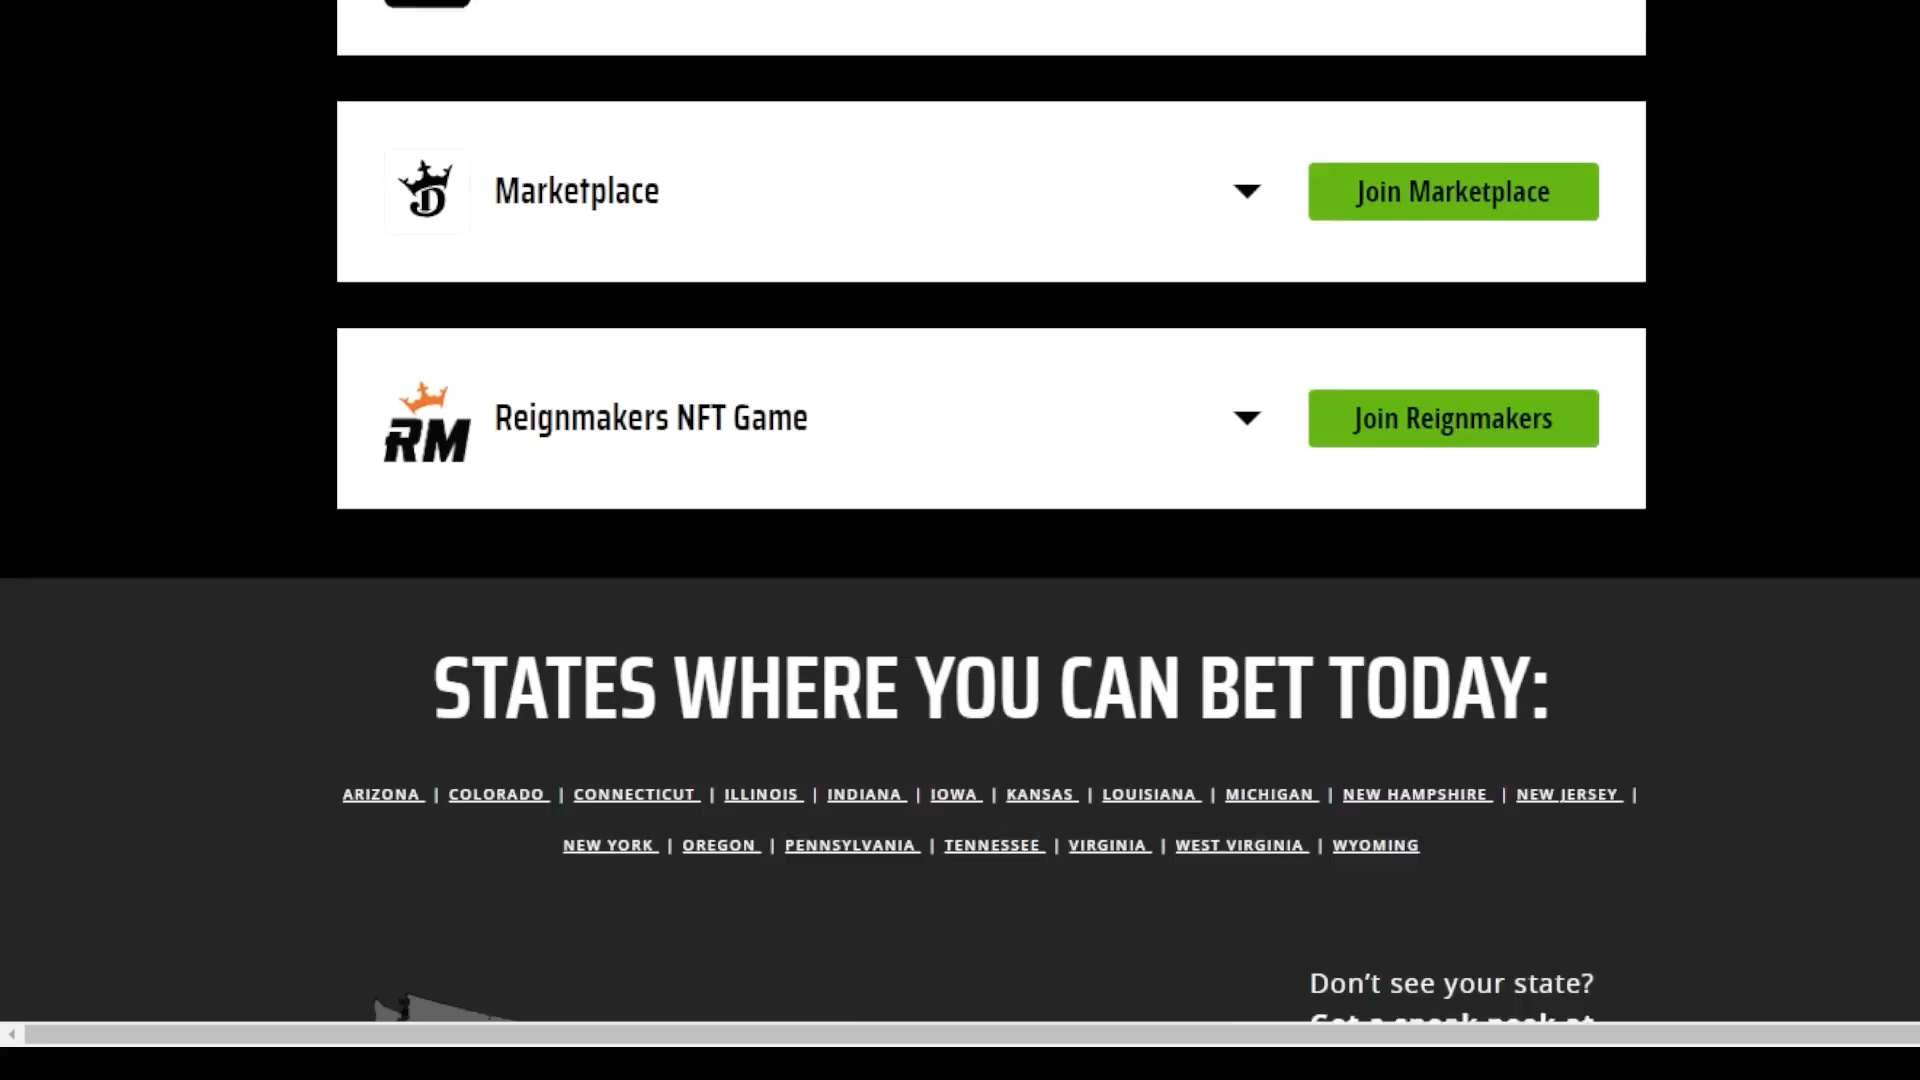 Marketplace
Join Marketplace
RM
Reignmakers NFT Game
Join Reignmakers
STATES WHERE YOU CAN BET TODAY:
ARIZONA | COLORADO | CONNECTICUT | ILLINOIS | INDIANA | IOWA | KANSAS | LOUISIANA | MICHIGAN | NEW HAMPSHIRE | NEW JERSEY |
NEW YORK | OREGON | PENNSYLVANIA | TENNESSEE | VIRGINIA | WEST VIRGINIA | WYOMING
Don’t see your state?